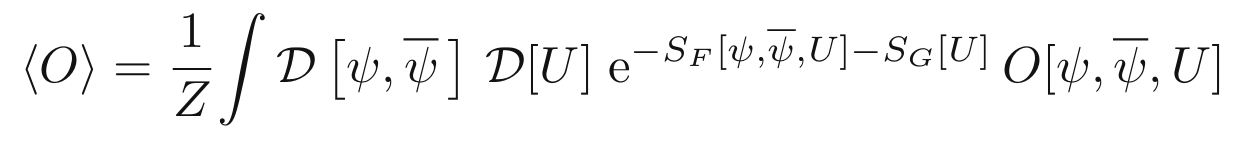 ⟨O⟩ = 1/Z ∫ 𝒟 [ψ, ψ̅ ] 𝒟[U] e^{−S_F[ψ,ψ̅,U]−S_G[U]} O[ψ, ψ̅, U]